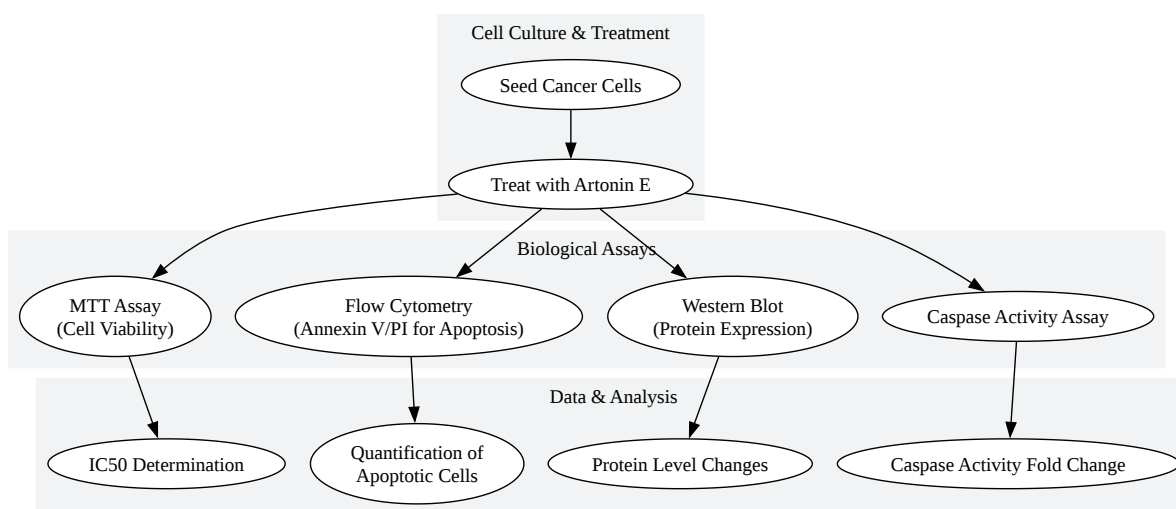 Cell Culture & Treatment
Seed Cancer Cells
Treat with Artonin E
Biological Assays
MTT Assay
(Cell Viability)
Flow Cytometry
(Annexin V/PI for Apoptosis)
Western Blot
(Protein Expression)
Caspase Activity Assay
Data & Analysis
IC50 Determination
Quantification of
Apoptotic Cells
Protein Level Changes
Caspase Activity Fold Change